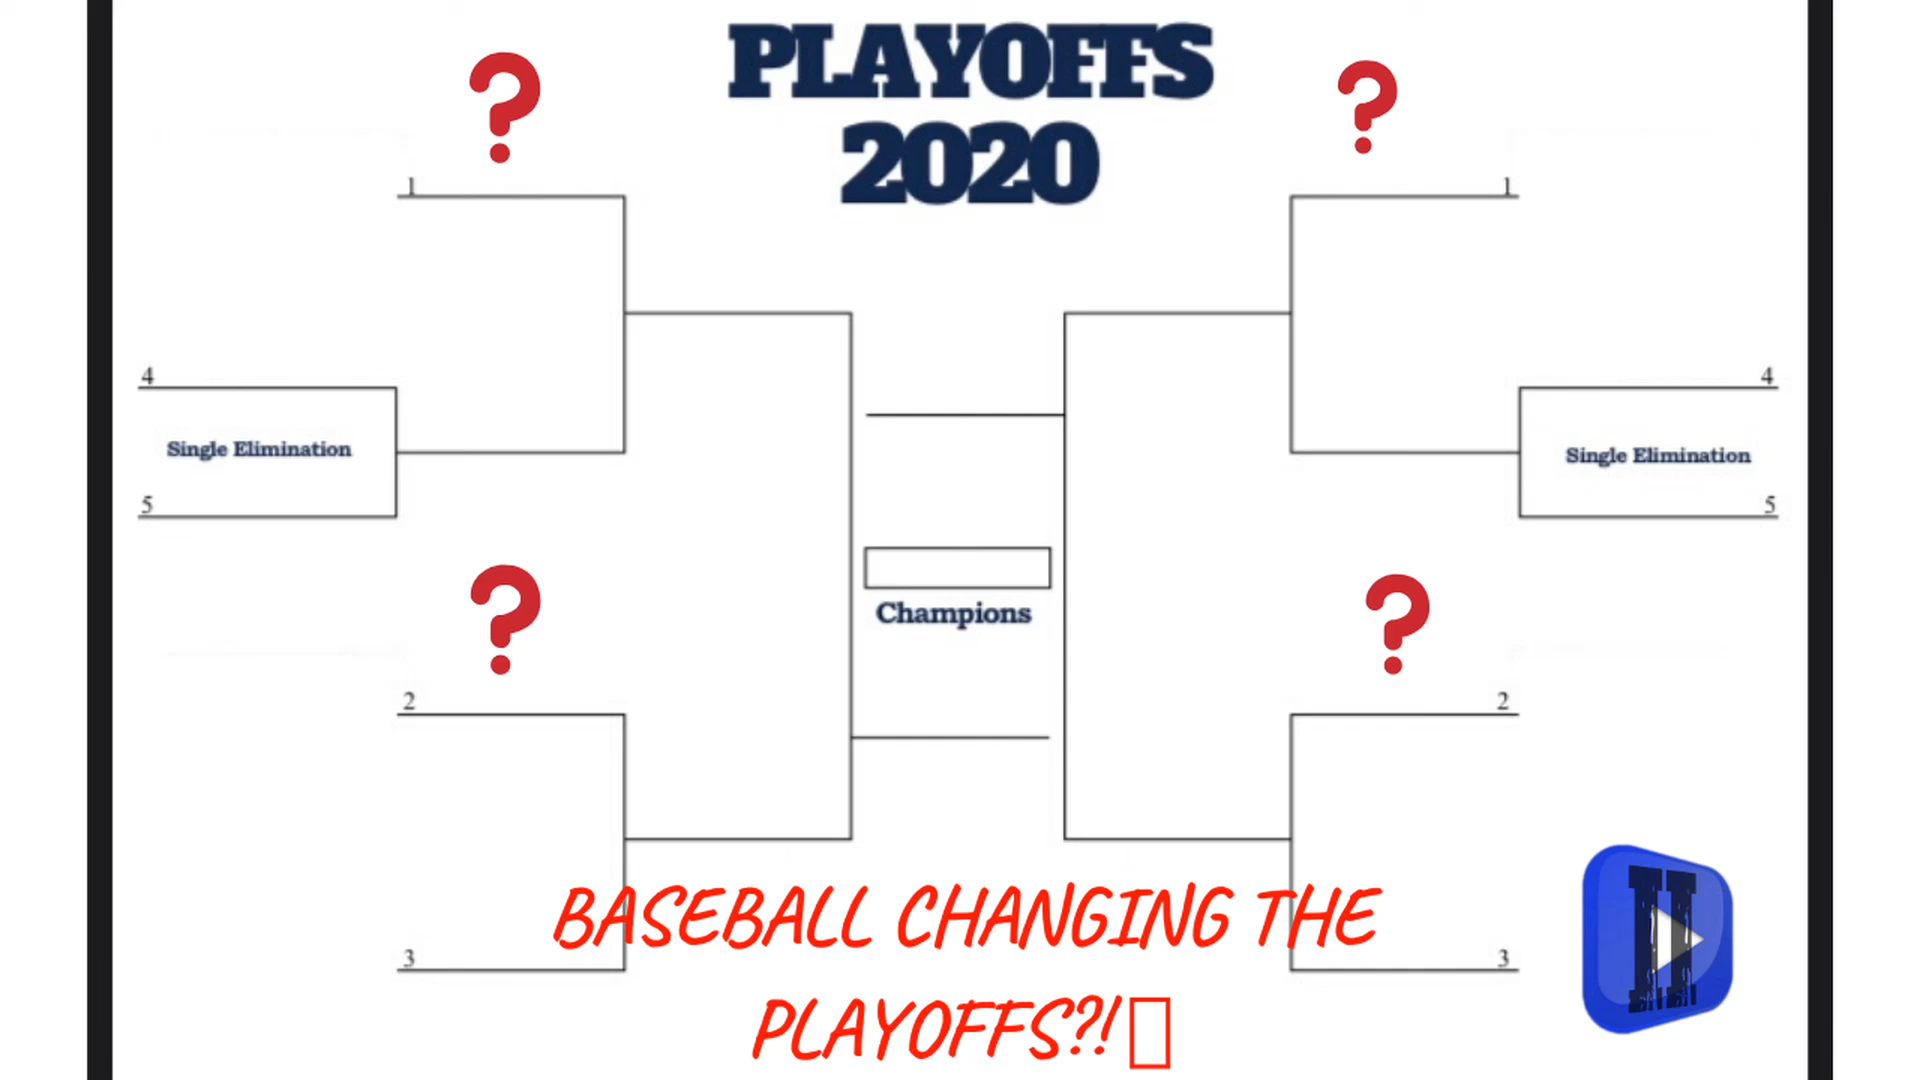 PLAYOFFS
2020
1
1
4
4
Single Elimination
Single Elimination
5
5
Champions
2
2
BASEBALL CHANGING THE
3
3
PLAYOFFS?!